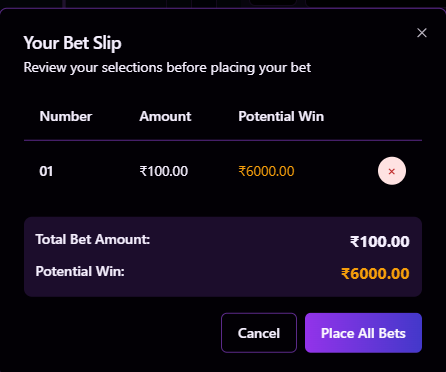 Your Bet Slip
Review your selections before placing your bet
Number Amount Potential Win
01 ₹100.00 ₹6000.00
Total Bet Amount: ₹100.00
Potential Win: ₹6000.00
Cancel Place All Bets